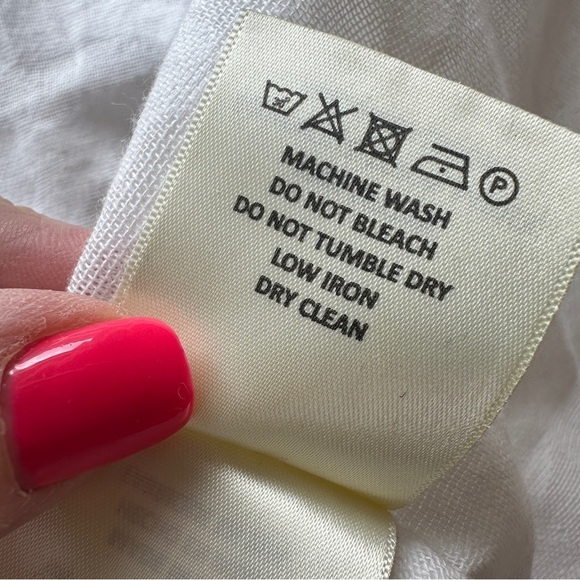 P
MACHINE WASH
DO NOT BLEACH
DO NOT TUMBLE DRY
LOW IRON
DRY CLEAN